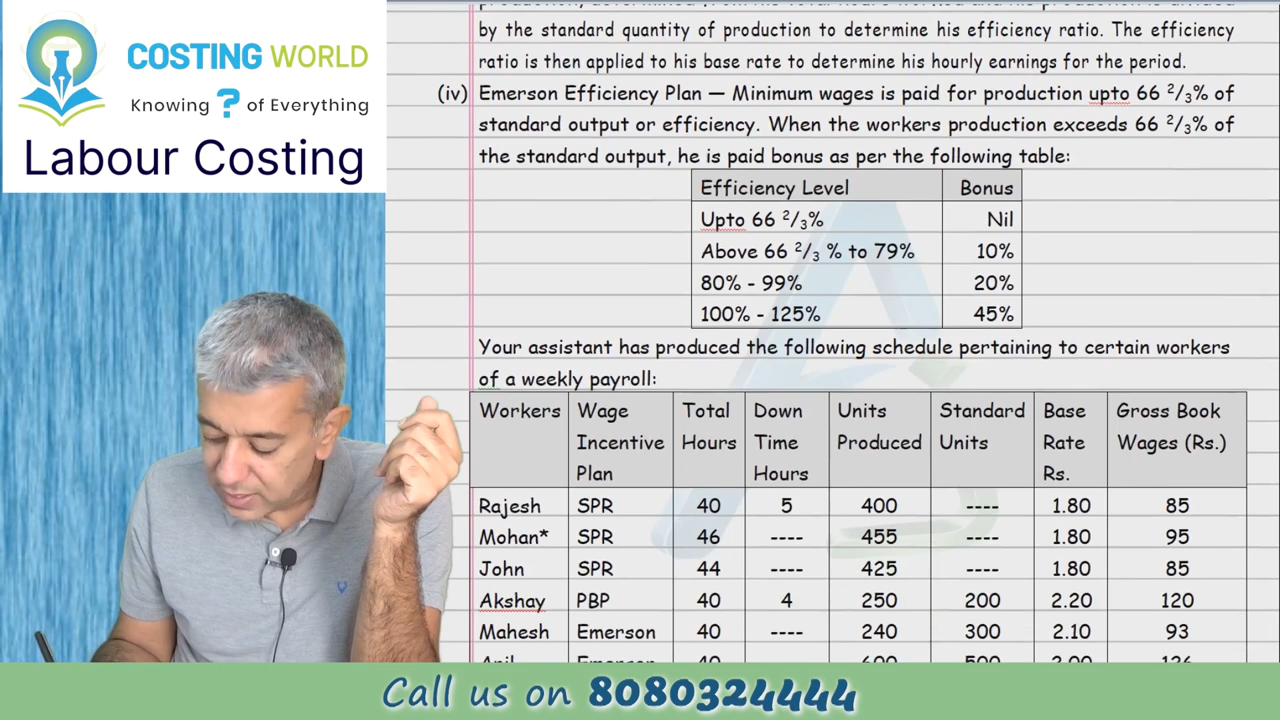 COSTING WORLD
Knowing ? of Everything
Labour Costing
by the standard quantity of production to determine his efficiency ratio. The efficiency
ratio is then applied to his base rate to determine his hourly earnings for the period.
(iv) Emerson Efficiency Plan — Minimum wages is paid for production upto 66 2/3% of
standard output or efficiency. When the workers production exceeds 66 2/3% of
the standard output, he is paid bonus as per the following table:
Efficiency Level Bonus
Upto 66 2/3% Nil
Above 66 2/3 % to 79% 10%
80% - 99% 20%
100% - 125% 45%
Your assistant has produced the following schedule pertaining to certain workers
of a weekly payroll:
Workers Wage Total Down Units Standard Base Gross Book
Incentive Hours Time Produced Units Rate Wages (Rs.)
Plan Hours Rs.
Rajesh SPR 40 5 400 ---- 1.80 85
Mohan* SPR 46 ---- 455 ---- 1.80 95
John SPR 44 ---- 425 ---- 1.80 85
Akshay PBP 40 4 250 200 2.20 120
Mahesh Emerson 40 ---- 240 300 2.10 93
Call us on 8080324444